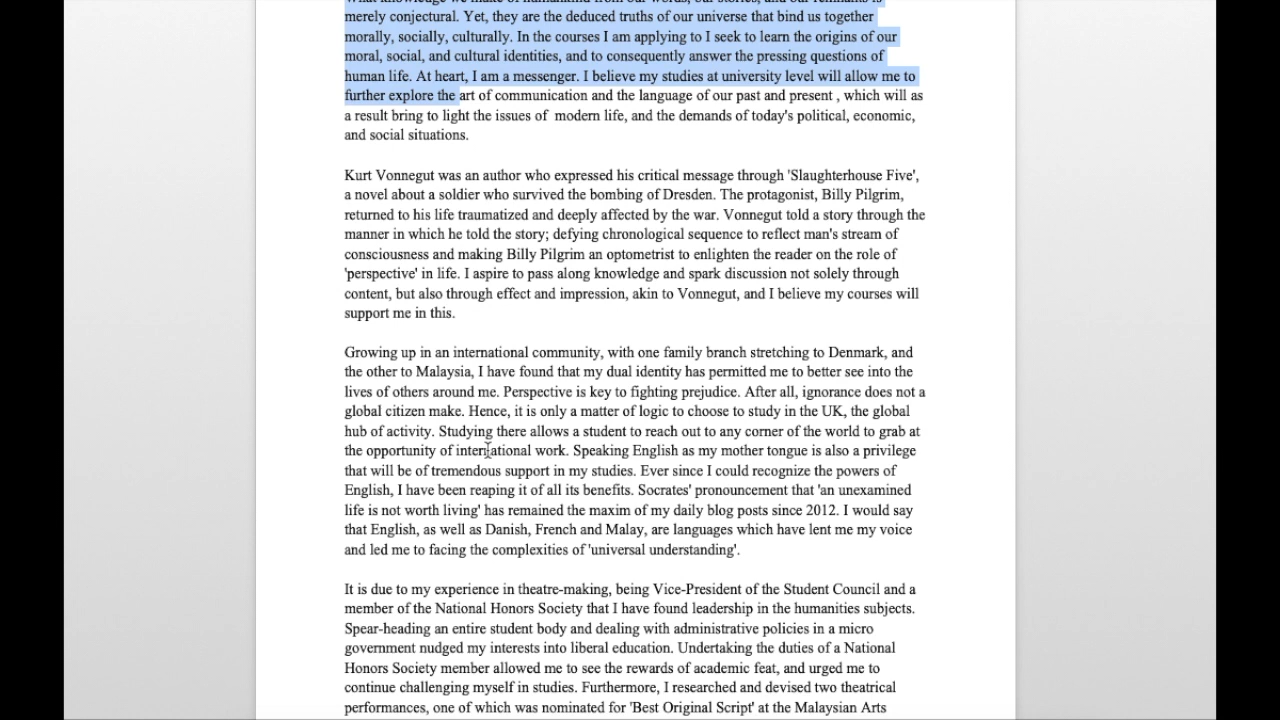 What knowledge we make of humankind from our words, our stories, and our remnants is
merely conjectural. Yet, they are the deduced truths of our universe that bind us together
morally, socially, culturally. In the courses I am applying to I seek to learn the origins of our
moral, social, and cultural identities, and to consequently answer the pressing questions of
human life. At heart, I am a messenger. I believe my studies at university level will allow me to
further explore the art of communication and the language of our past and present , which will as
a result bring to light the issues of  modern life, and the demands of today's political, economic,
and social situations.
Kurt Vonnegut was an author who expressed his critical message through 'Slaughterhouse Five',
a novel about a soldier who survived the bombing of Dresden. The protagonist, Billy Pilgrim,
returned to his life traumatized and deeply affected by the war. Vonnegut told a story through the
manner in which he told the story; defying chronological sequence to reflect man's stream of
consciousness and making Billy Pilgrim an optometrist to enlighten the reader on the role of
'perspective' in life. I aspire to pass along knowledge and spark discussion not solely through
content, but also through effect and impression, akin to Vonnegut, and I believe my courses will
support me in this.
Growing up in an international community, with one family branch stretching to Denmark, and
the other to Malaysia, I have found that my dual identity has permitted me to better see into the
lives of others around me. Perspective is key to fighting prejudice. After all, ignorance does not a
global citizen make. Hence, it is only a matter of logic to choose to study in the UK, the global
hub of activity. Studying there allows a student to reach out to any corner of the world to grab at
the opportunity of international work. Speaking English as my mother tongue is also a privilege
that will be of tremendous support in my studies. Ever since I could recognize the powers of
English, I have been reaping it of all its benefits. Socrates' pronouncement that 'an unexamined
life is not worth living' has remained the maxim of my daily blog posts since 2012. I would say
that English, as well as Danish, French and Malay, are languages which have lent me my voice
and led me to facing the complexities of 'universal understanding'.
It is due to my experience in theatre-making, being Vice-President of the Student Council and a
member of the National Honors Society that I have found leadership in the humanities subjects.
Spear-heading an entire student body and dealing with administrative policies in a micro
government nudged my interests into liberal education. Undertaking the duties of a National
Honors Society member allowed me to see the rewards of academic feat, and urged me to
continue challenging myself in studies. Furthermore, I researched and devised two theatrical
performances, one of which was nominated for 'Best Original Script' at the Malaysian Arts